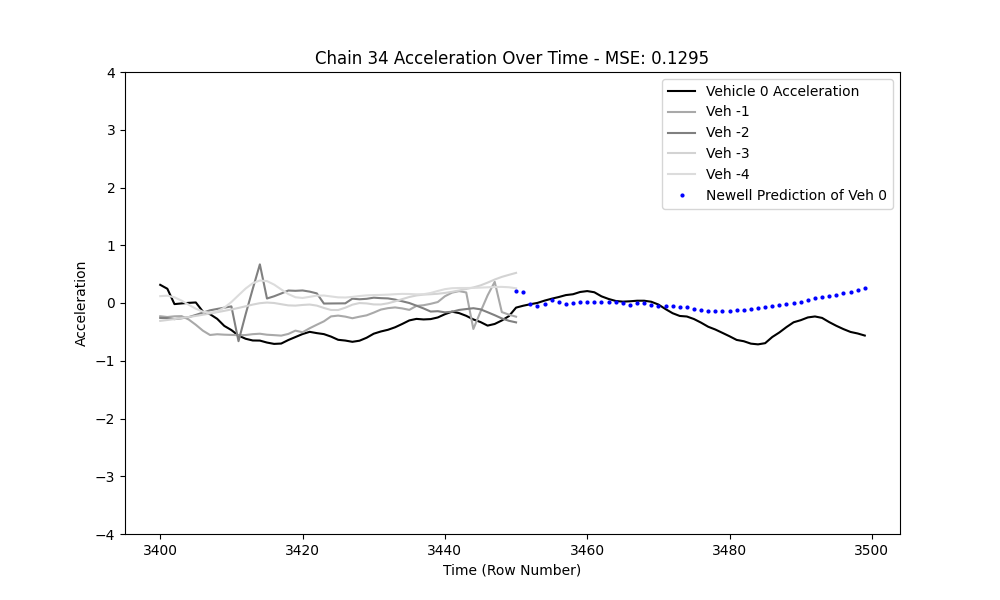 Chain 34 Acceleration Over Time - MSE: 0.1295
Vehicle 0 Acceleration
Veh -1
Veh -2
Veh -3
Veh -4
Newell Prediction of Veh 0
Acceleration
4
3
2
1
0
−1
−2
−3
−4
3400
3420
3440
3460
3480
3500
Time (Row Number)